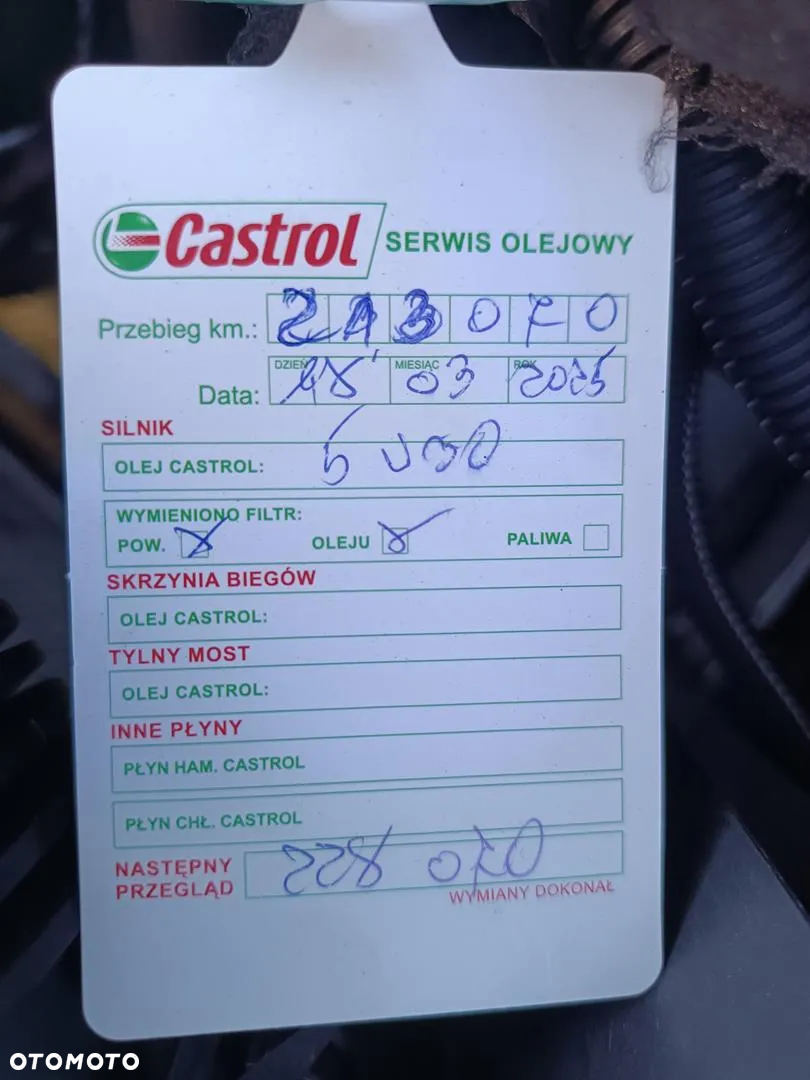 Castrol SERWIS OLEJOWY
Przebieg km.: 213070
DZIEŃ MIESIĄC ROK
Data: 18 03 2025
SILNIK
OLEJ CASTROL: 5W30
WYMIENIONO FILTR:
POW. OLEJU PALIWA
SKRZYNIA BIEGÓW
OLEJ CASTROL:
TYLNY MOST
OLEJ CASTROL:
INNE PŁYNY
PŁYN HAM. CASTROL
PŁYN CHŁ. CASTROL
NASTĘPNY PRZEGLĄD 228 070
WYMIANY DOKONAŁ
OTOMOTO